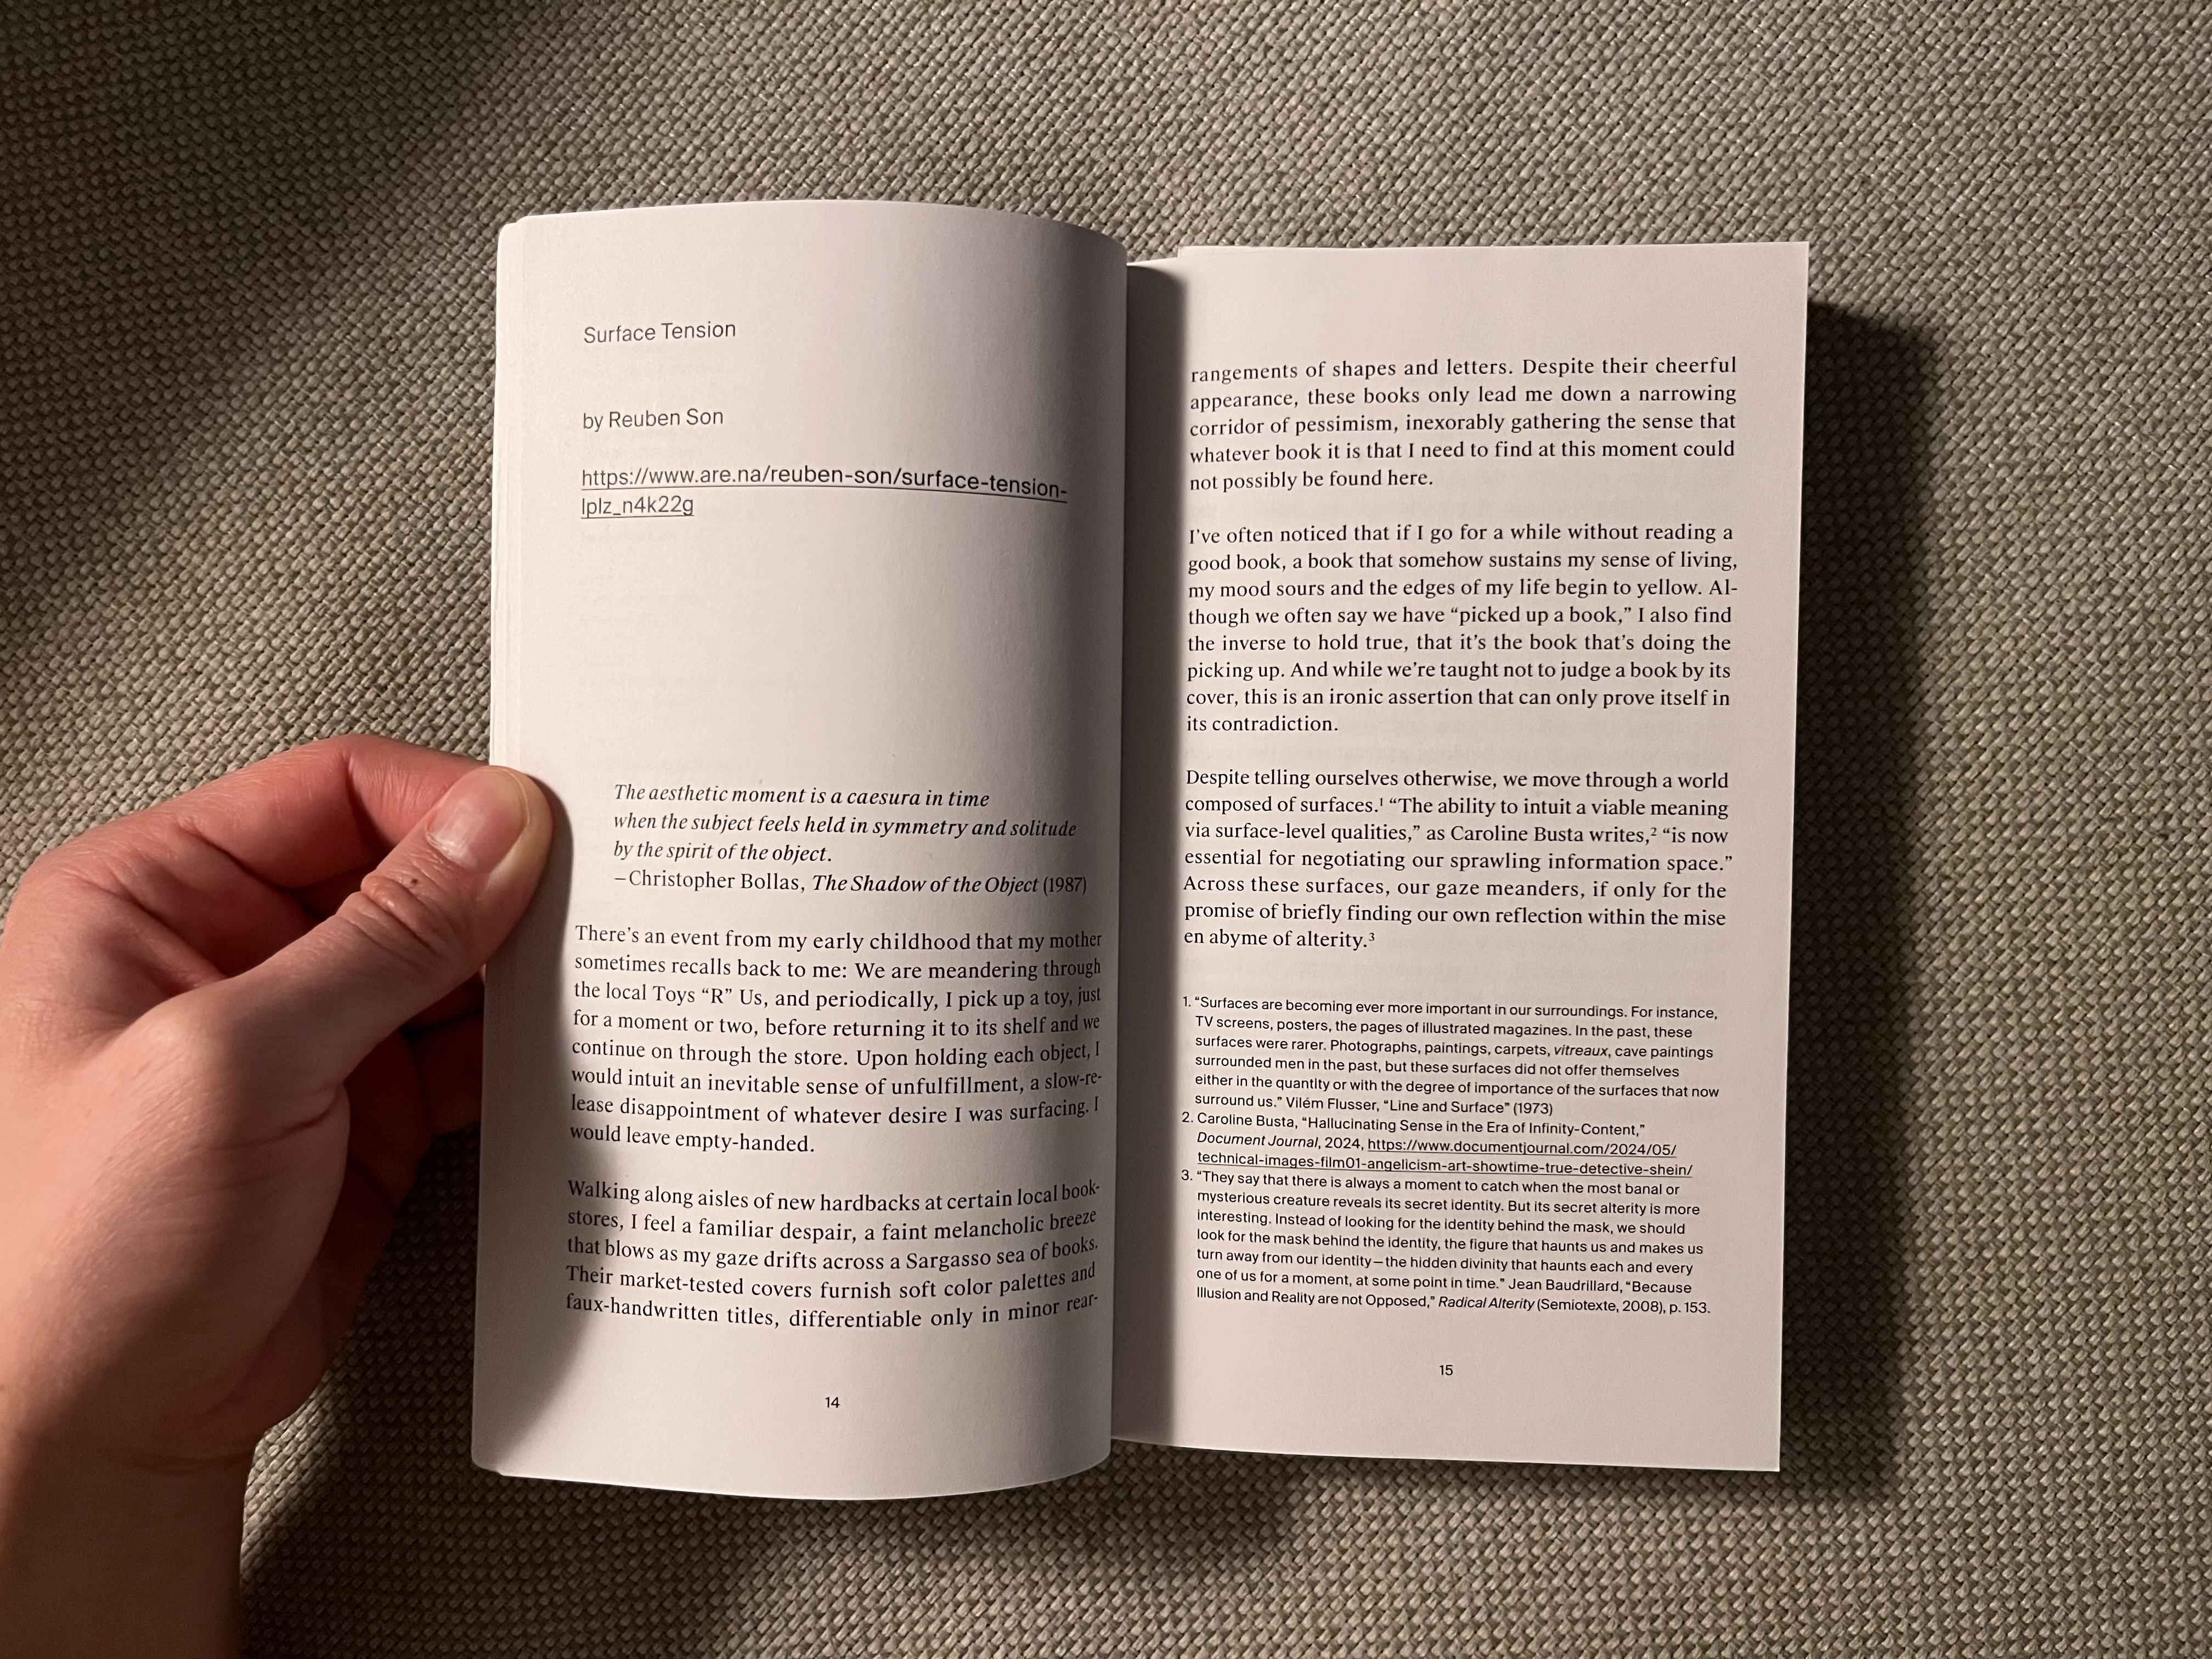 Surface Tension
by Reuben Son
https://www.are.na/reuben-son/surface-tension-
lplz_n4k22g
The aesthetic moment is a caesura in time
when the subject feels held in symmetry and solitude
by the spirit of the object.
—Christopher Bollas, The Shadow of the Object (1987)
There's an event from my early childhood that my mother
sometimes recalls back to me: We are meandering through
the local Toys “R” Us, and periodically, I pick up a toy, just
for a moment or two, before returning it to its shelf and we
continue on through the store. Upon holding each object, I
would intuit an inevitable sense of unfulfillment, a slow-re-
lease disappointment of whatever desire I was surfacing. I
would leave empty-handed.
Walking along aisles of new hardbacks at certain local book-
stores, I feel a familiar despair, a faint melancholic breeze
that blows as my gaze drifts across a Sargasso sea of books.
Their market-tested covers furnish soft color palettes and
faux-handwritten titles, differentiable only in minor rear-
14
rangements of shapes and letters. Despite their cheerful
appearance, these books only lead me down a narrowing
corridor of pessimism, inexorably gathering the sense that
whatever book it is that I need to find at this moment could
not possibly be found here.
I've often noticed that if I go for a while without reading a
good book, a book that somehow sustains my sense of living,
my mood sours and the edges of my life begin to yellow. Al-
though we often say we have “picked up a book,” I also find
the inverse to hold true, that it's the book that's doing the
picking up. And while we're taught not to judge a book by its
cover, this is an ironic assertion that can only prove itself in
its contradiction.
Despite telling ourselves otherwise, we move through a world
composed of surfaces.¹ “The ability to intuit a viable meaning
via surface-level qualities,” as Caroline Busta writes,² “is now
essential for negotiating our sprawling information space.”
Across these surfaces, our gaze meanders, if only for the
promise of briefly finding our own reflection within the mise
en abyme of alterity.³
1. “Surfaces are becoming ever more important in our surroundings. For instance,
TV screens, posters, the pages of illustrated magazines. In the past, these
surfaces were rarer. Photographs, paintings, carpets, vitreaux, cave paintings
surrounded men in the past, but these surfaces did not offer themselves
either in the quantity or with the degree of importance of the surfaces that now
surround us.” Vilém Flusser, “Line and Surface” (1973)
2. Caroline Busta, “Hallucinating Sense in the Era of Infinity-Content,”
Document Journal, 2024, https://www.documentjournal.com/2024/05/
technical-images-film01-angelicism-art-showtime-true-detective-shein/
3. “They say that there is always a moment to catch when the most banal or
mysterious creature reveals its secret identity. But its secret alterity is more
interesting. Instead of looking for the identity behind the mask, we should
look for the mask behind the identity, the figure that haunts us and makes us
turn away from our identity—the hidden divinity that haunts each and every
one of us for a moment, at some point in time.” Jean Baudrillard, “Because
Illusion and Reality are not Opposed,” Radical Alterity (Semiotexte, 2008), p. 153.
15